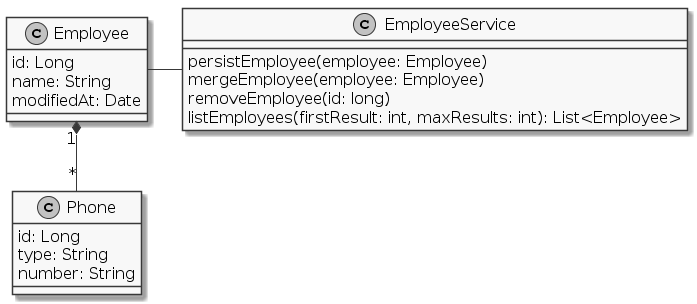 C Employee
id: Long
name: String
modifiedAt: Date
C EmployeeService
persistEmployee(employee: Employee)
mergeEmployee(employee: Employee)
removeEmployee(id: long)
listEmployees(firstResult: int, maxResults: int): List<Employee>
1
*
C Phone
id: Long
type: String
number: String